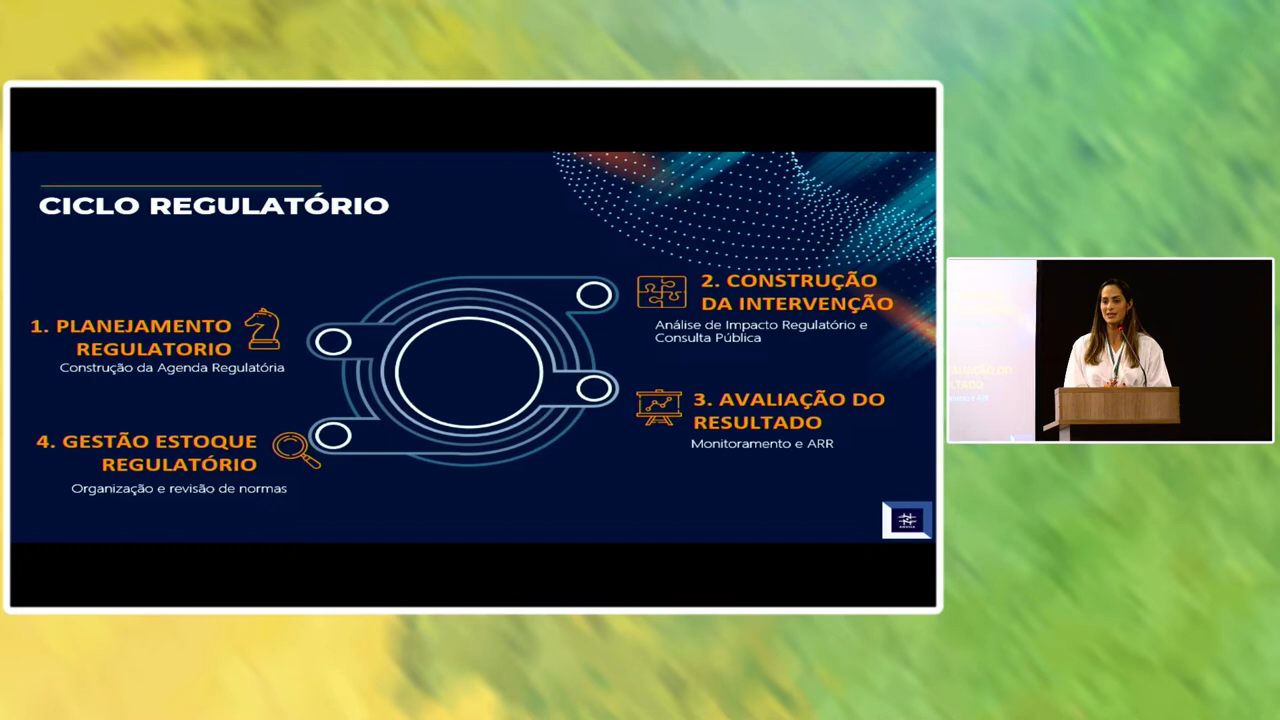 CICLO REGULATÓRIO
1. PLANEJAMENTO
REGULATORIO
Construção da Agenda Regulatória
2. CONSTRUÇÃO
DA INTERVENÇÃO
Análise de Impacto Regulatório e
Consulta Pública
3. AVALIAÇÃO DO
RESULTADO
Monitoramento e ARR
4. GESTÃO ESTOQUE
REGULATÓRIO
Organização e revisão de normas